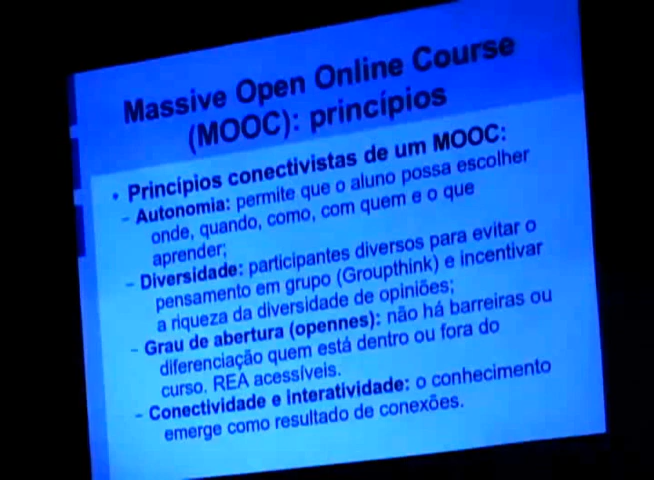 Massive Open Online Course
(MOOC): princípios
• Princípios conectivistas de um MOOC:
– Autonomia: permite que o aluno possa escolher
onde, quando, como, com quem e o que
aprender;
– Diversidade: participantes diversos para evitar o
pensamento em grupo (Groupthink) e incentivar
a riqueza da diversidade de opiniões;
– Grau de abertura (opennes): não há barreiras ou
diferenciação quem está dentro ou fora do
curso. REA acessíveis.
– Conectividade e interatividade: o conhecimento
emerge como resultado de conexões.